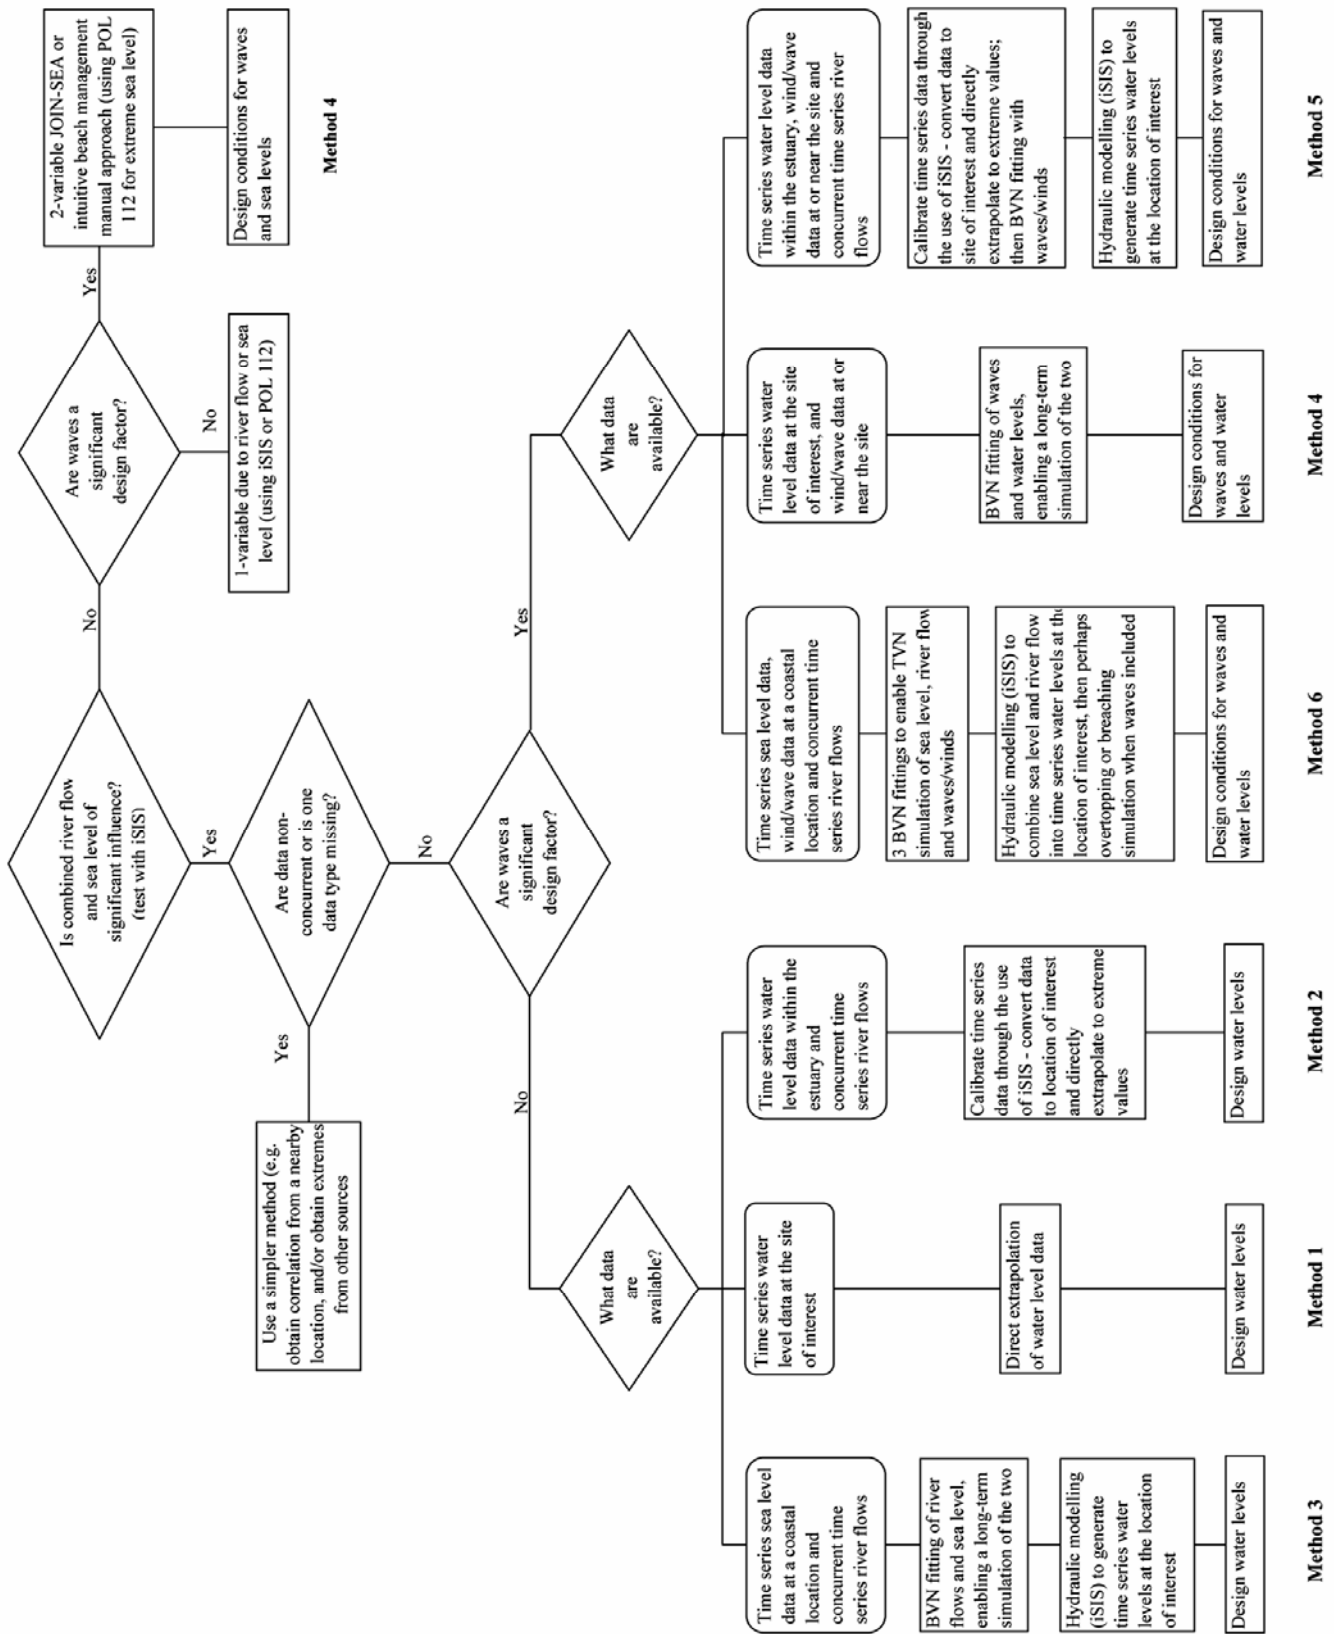 Is combined river flow
and sea level of
significant influence?
(test with iSIS)
No
Are waves a
significant
design factor?
Yes
2-variable JOIN-SEA or
intuitive beach management
manual approach (using POL
112 for extreme sea level)
Design conditions for waves
and sea levels
Method 4
No
1-variable due to river flow or sea
level (using iSIS or POL 112)
Yes
Are data non-
concurrent or is one
data type missing?
Yes
Use a simpler method (e.g.
obtain correlation from a nearby
location, and/or obtain extremes
from other sources
No
Are waves a
significant
design factor?
No
What data
are
available?
Yes
What data
are
available?
Time series sea level
data at a coastal
location and
concurrent time
series river flows
BVN fitting of river
flows and sea level,
enabling a long-term
simulation of the two
Hydraulic modelling
(iSIS) to generate
time series water
levels at the location
of interest
Design water levels
Method 3
Time series water
level data at the site
of interest
Direct extrapolation
of water level data
Design water levels
Method 1
Time series water
level data within the
estuary and
concurrent time
series river flows
Calibrate time series
data through the use
of iSIS - convert data
to location of interest
and directly
extrapolate to extreme
values
Design water levels
Method 2
Time series sea level data,
wind/wave data at a coastal
location and concurrent time
series river flows
3 BVN fittings to enable TVN
simulation of sea level, river flow
and waves/winds
Hydraulic modelling (iSIS) to
combine sea level and river flow
into time series water levels at the
location of interest, then perhaps
overtopping or breaching
simulation when waves included
Design conditions for waves and
water levels
Method 6
Time series water
level data at the site
of interest, and
wind/wave data at or
near the site
BVN fitting of waves
and water levels,
enabling a long-term
simulation of the two
Design conditions for
waves and water
levels
Method 4
Time series water level data
within the estuary, wind/wave
data at or near the site and
concurrent time series river
flows
Calibrate time series data through
the use of iSIS - convert data to
site of interest and directly
extrapolate to extreme values;
then BVN fitting with
waves/winds
Hydraulic modelling (iSIS) to
generate time series water levels
at the location of interest
Design conditions for waves and
water levels
Method 5